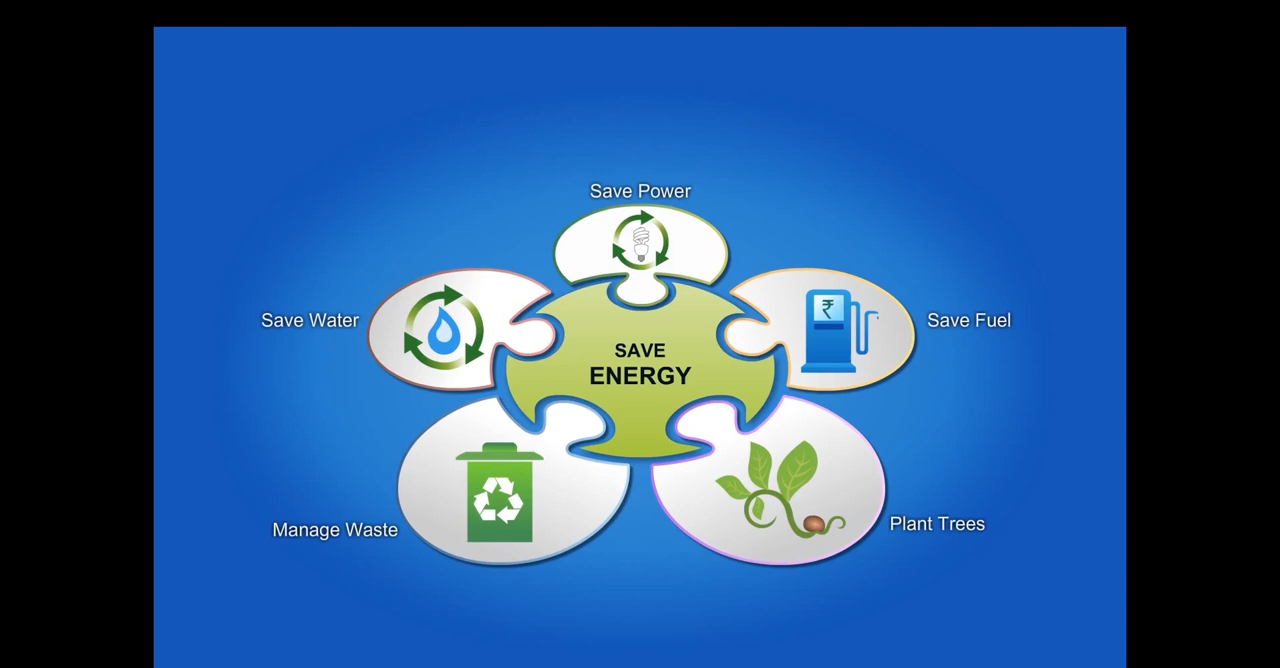 Save Power
Save Water
₹
Save Fuel
SAVE
ENERGY
Manage Waste
Plant Trees